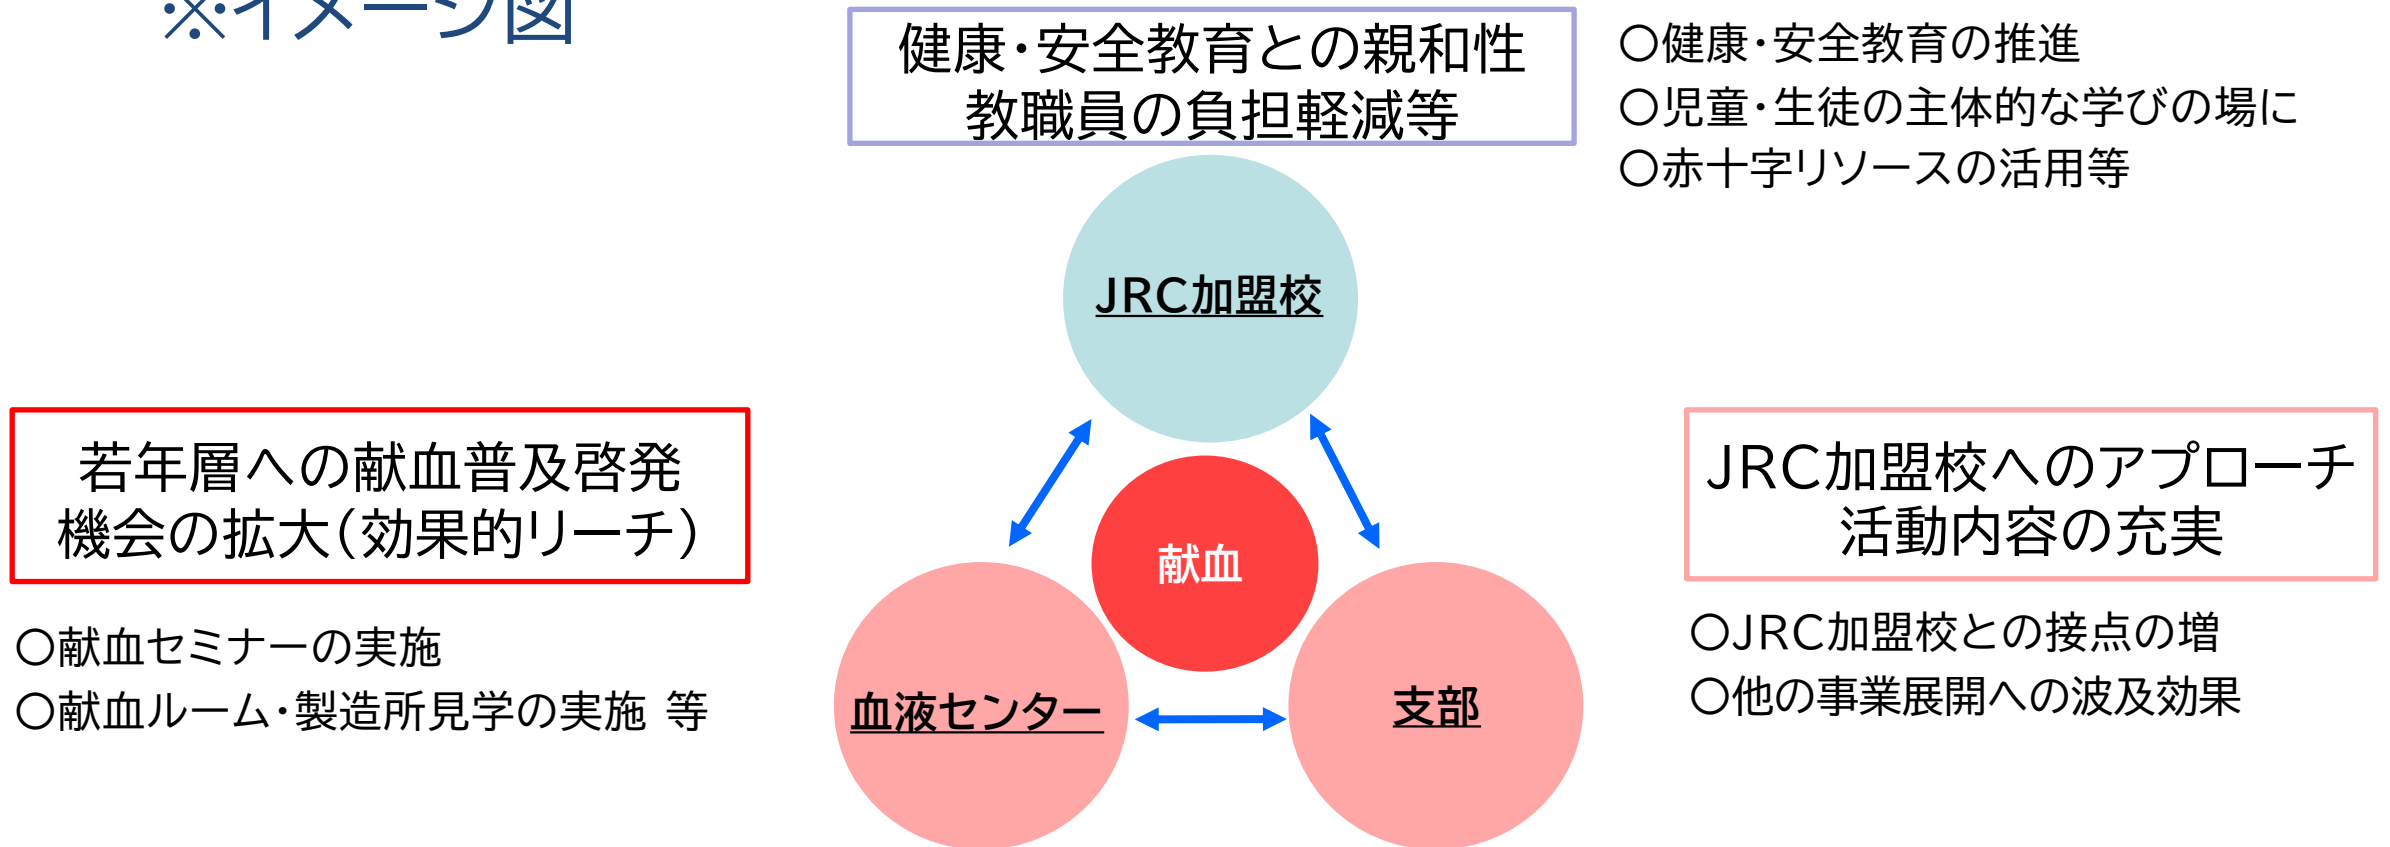 ※イメージ図
健康・安全教育との親和性
教職員の負担軽減等
〇健康・安全教育の推進
〇児童・生徒の主体的な学びの場に
〇赤十字リソースの活用等
JRC加盟校
若年層への献血普及啓発
機会の拡大（効果的リーチ）
〇献血セミナーの実施
〇献血ルーム・製造所見学の実施 等
献血
血液センター
支部
JRC加盟校へのアプローチ
活動内容の充実
〇JRC加盟校との接点の増
〇他の事業展開への波及効果